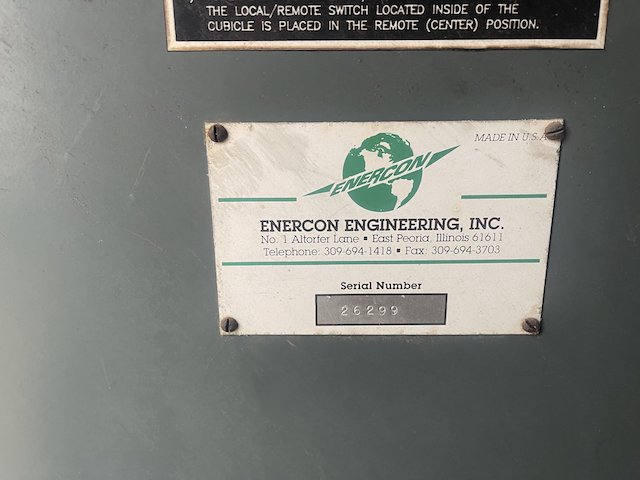 THE LOCAL/REMOTE SWITCH LOCATED INSIDE OF THE
CUBICLE IS PLACED IN THE REMOTE (CENTER) POSITION.
MADE IN U.S.A.
ENERCON
ENERCON ENGINEERING, INC.
No. 1 Altorfer Lane ▪ East Peoria, Illinois 61611
Telephone: 309-694-1418 ▪ Fax: 309-694-3703
Serial Number
26299